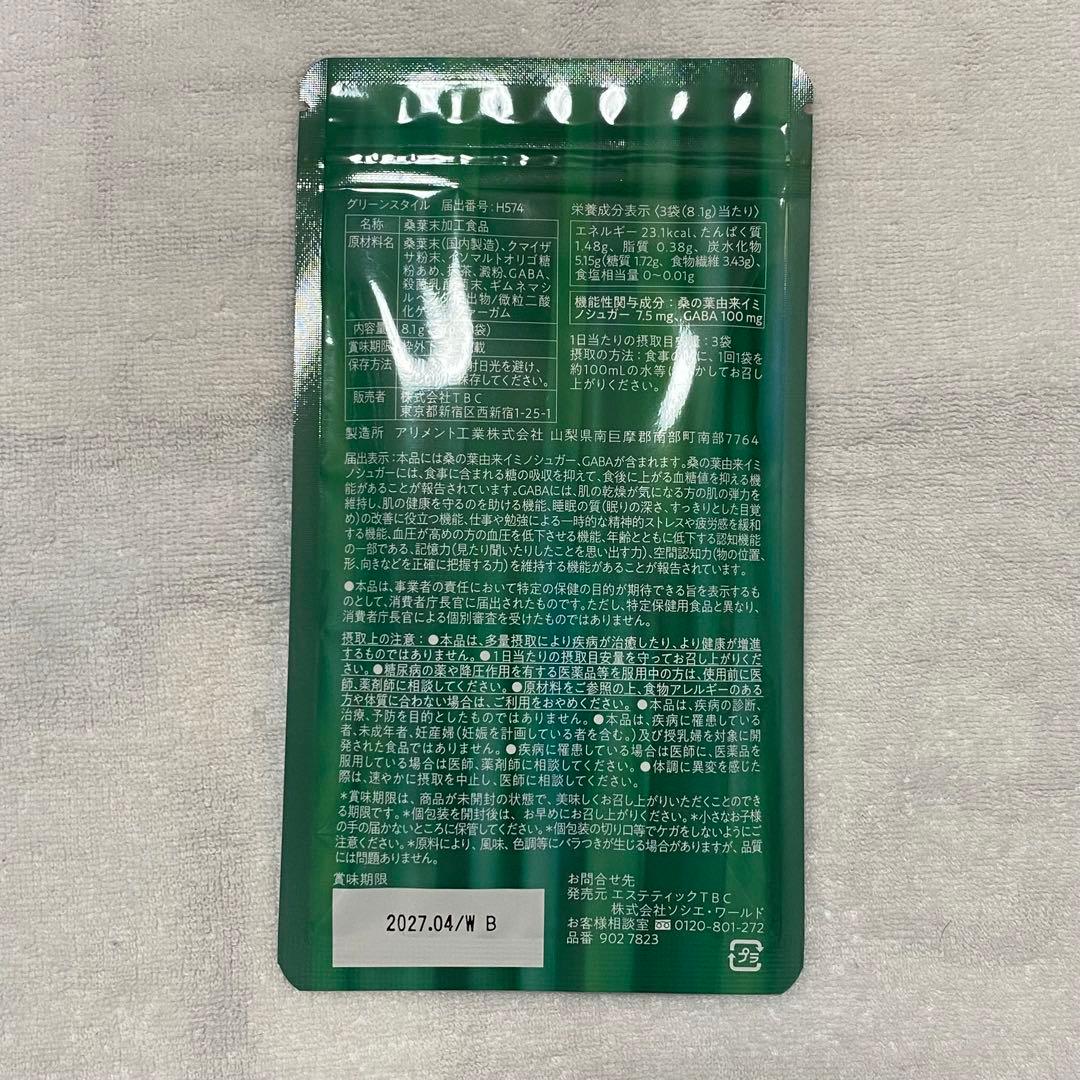 グリーンスタイル 届出番号:H574
名称 桑葉末加工食品
原材料名 桑葉末(国内製造)、クマイザ
サ粉末、イソマルトオリゴ糖
粉あめ、 茶、澱粉、GABA、
殺菌乳酸菌末、ギムネマシ
ルベスタ 出物/微粒二酸
化ケ ーガム
内容量 8.1g 袋)
賞味期限 枠外下 載
保存方法 射日光を避け、
保存してください。
販売者 株式会社TBC
東京都新宿区西新宿1-25-1
製造所 アリメント工業株式会社 山梨県南巨摩郡南部町南部7764
栄養成分表示〈3袋(8.1g)当たり〉
エネルギー 23.1kcal、たんぱく質
1.48g、脂質 0.38g、炭水化物
5.15g(糖質 1.72g、食物繊維 3.43g)、
食塩相当量 0〜0.01g
機能性関与成分:桑の葉由来イミ
ノシュガー 7.5mg、GABA 100mg
1日当たりの摂取目安量:3袋
摂取の方法:食事の に、1回1袋を
約100mLの水等に かしてお召し
上がりください。
届出表示:本品には桑の葉由来イミノシュガー、GABAが含まれます。桑の葉由来イミ
ノシュガーには、食事に含まれる糖の吸収を抑えて、食後に上がる血糖値を抑える機
能があることが報告されています。GABAには、肌の乾燥が気になる方の肌の弾力を
維持し、肌の健康を守るのを助ける機能、睡眠の質(眠りの深さ、すっきりとした目覚
め)の改善に役立つ機能、仕事や勉強による一時的な精神的ストレスや疲労感を緩和
する機能、血圧が高めの方の血圧を低下させる機能、年齢とともに低下する認知機能
の一部である、記憶力(見たり聞いたりしたことを思い出す力)、空間認知力(物の位置、
形、向きなどを正確に把握する力)を維持する機能があることが報告されています。
●本品は、事業者の責任において特定の保健の目的が期待できる旨を表示するも
のとして、消費者庁長官に届出されたものです。ただし、特定保健用食品と異なり、
消費者庁長官による個別審査を受けたものではありません。
摂取上の注意:●本品は、多量摂取により疾病が治癒したり、より健康が増進
するものではありません。●1日当たりの摂取目安量を守ってお召し上がりくだ
さい。●糖尿病の薬や降圧作用を有する医薬品等を服用中の方は、使用前に医
師、薬剤師に相談してください。●原材料をご参照の上、食物アレルギーのある
方や体質に合わない場合は、ご利用をおやめください。●本品は、疾病の診断、
治療、予防を目的としたものではありません。●本品は、疾病に罹患している
者、未成年者、妊産婦(妊娠を計画している者を含む。)及び授乳婦を対象に開
発された食品ではありません。●疾病に罹患している場合は医師に、医薬品を
服用している場合は医師、薬剤師に相談してください。●体調に異変を感じた
際は、速やかに摂取を中止し、医師に相談してください。
*賞味期限は、商品が未開封の状態で、美味しくお召し上がりいただくことのでき
る期限です。*個包装を開封後は、お早めにお召し上がりください。*小さなお子様
の手の届かないところに保管してください。*個包装の切り口等でケガをしないようにご
注意ください。*原料により、風味、色調等にバラつきが生じる場合がありますが、品質
には問題ありません。
賞味期限
2027.04/W B
お問合せ先
発売元 エステティックTBC
株式会社ソシエ・ワールド
お客様相談室 0120-801-272
品番 902 7823
プラ